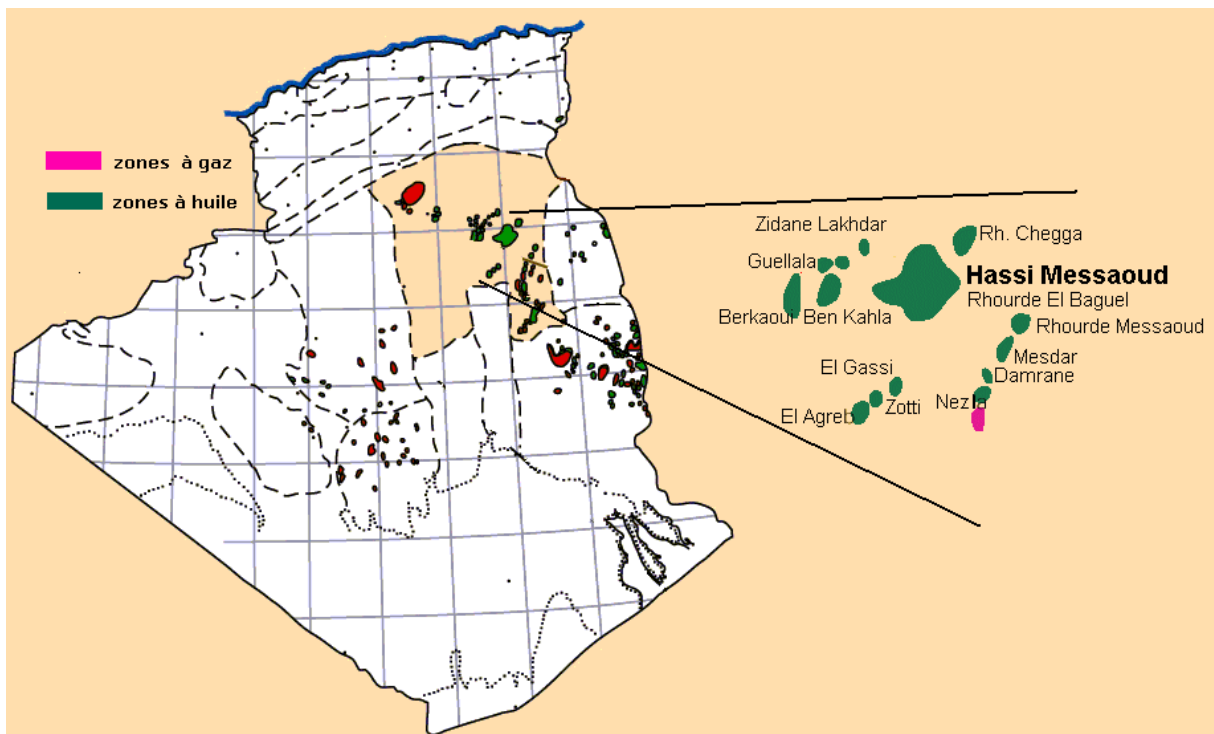 zones à gaz
zones à huile
Zidane Lakhdar
Rh. Chegga
Guellala
Hassi Messaoud
Rhourde El Baguel
Berkaoui Ben Kahla
Rhourde Messaoud
Mesdar
El Gassi
Damrane
Nezla
Zotti
El Agreb